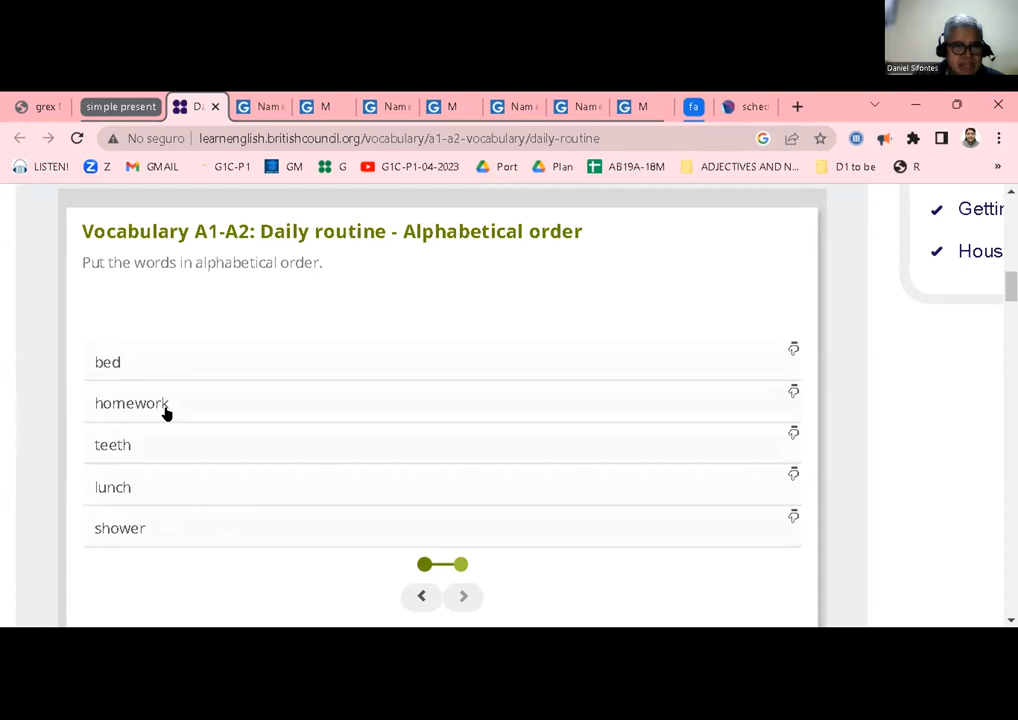 Daniel Sifontes
grex1
simple present
Da
Name
M
Name
M
Name
Name
M
fa
sched
No seguro
learnenglish.britishcouncil.org/vocabulary/a1-a2-vocabulary/daily-routine
LISTEN!
Z
GMAIL
G1C-P1
GM
G
G1C-P1-04-2023
Port
Plan
AB19A-18M
ADJECTIVES AND N...
D1 to be
R
»
Vocabulary A1-A2: Daily routine - Alphabetical order
Put the words in alphabetical order.
bed
homework
teeth
lunch
shower
Gettin
Hous